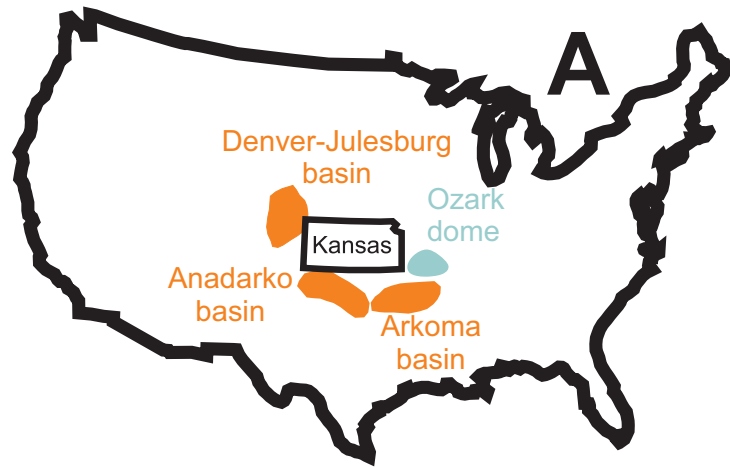 A
Denver-Julesburg
basin
Ozark
dome
Kansas
Anadarko
basin
Arkoma
basin